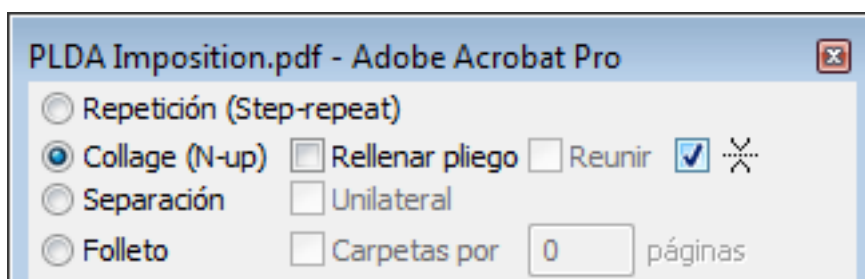 PLDA Imposition.pdf - Adobe Acrobat Pro
Repetición (Step-repeat)
Collage (N-up) Rellenar pliego Reunir
Separación Unilateral
Folleto Carpetas por 0 páginas